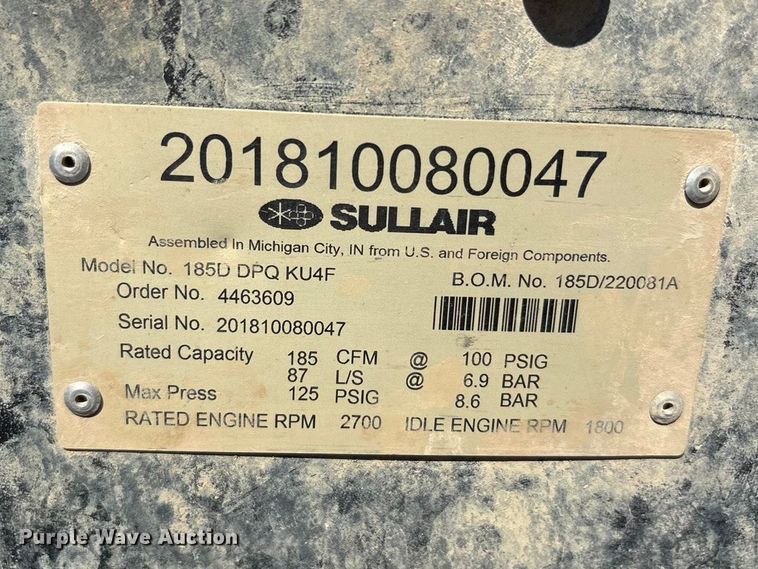 201810080047
SULLAIR
Assembled In Michigan City, IN from U.S. and Foreign Components.
Model No. 185D DPQ KU4F B.O.M. No. 185D/220081A
Order No. 4463609
Serial No. 201810080047
Rated Capacity 185 CFM @ 100 PSIG
87 L/S @ 6.9 BAR
Max Press 125 PSIG 8.6 BAR
RATED ENGINE RPM 2700 IDLE ENGINE RPM 1800
Purple Wave Auction